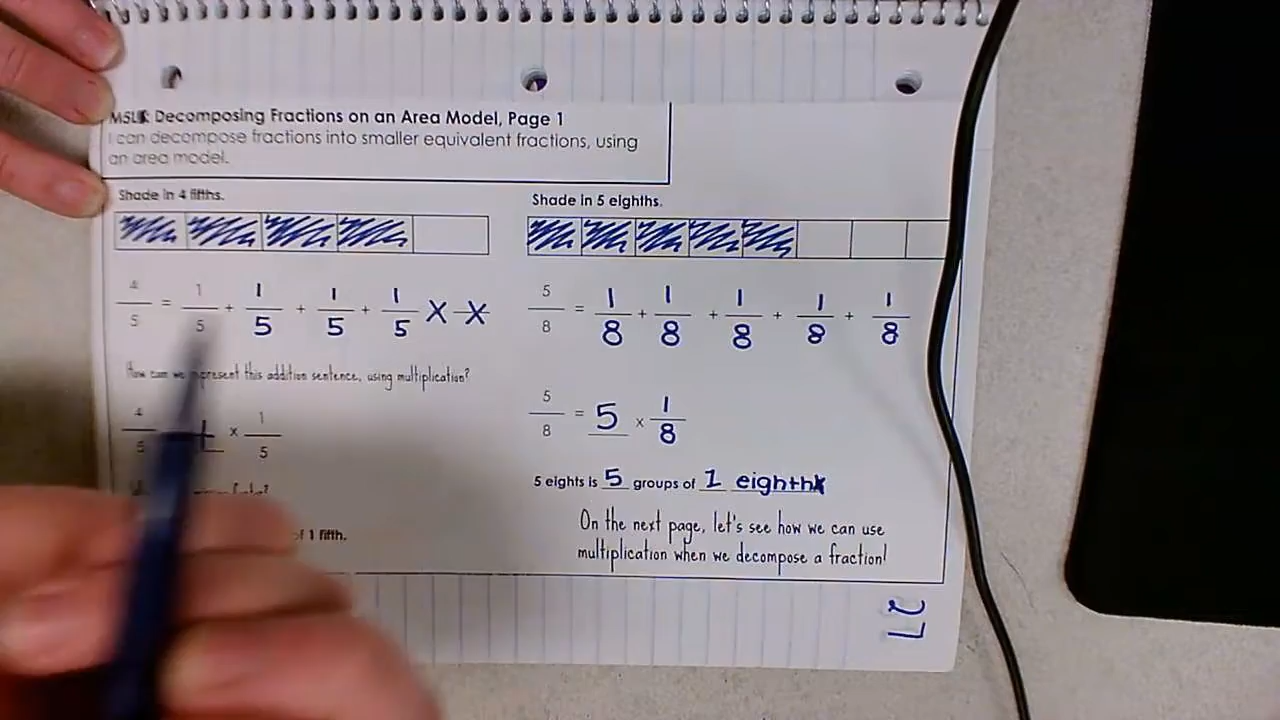 M5L Decomposing Fractions on an Area Model, Page 1
I can decompose fractions into smaller equivalent fractions, using
an area model.
Shade in 4 fifths.
4/5 = 1/5 + 1/5 + 1/5 + 1/5 X X
How can we represent this addition sentence, using multiplication?
4/5 × 1/5
of 1 fifth.
Shade in 5 eighths.
5/8 = 1/8 + 1/8 + 1/8 + 1/8 + 1/8
5/8 = 5 × 1/8
5 eights is 5 groups of 1 eighth
On the next page, let's see how we can use
multiplication when we decompose a fraction!
27